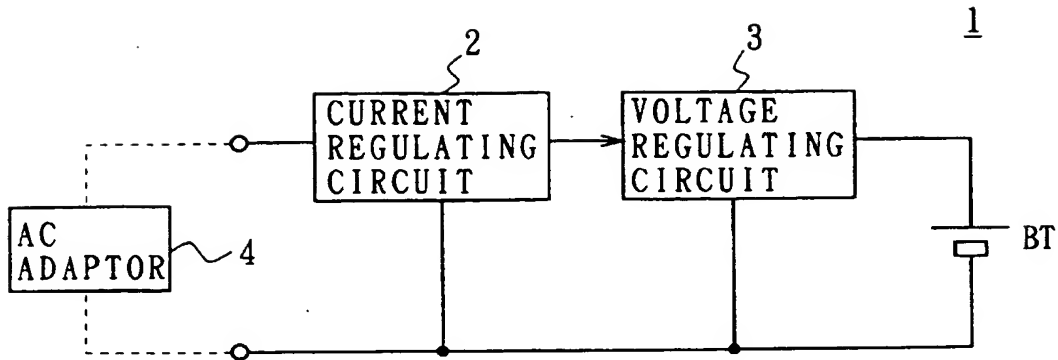 1
2
3
CURRENT
REGULATING
CIRCUIT
VOLTAGE
REGULATING
CIRCUIT
AC
ADAPTOR
4
BT